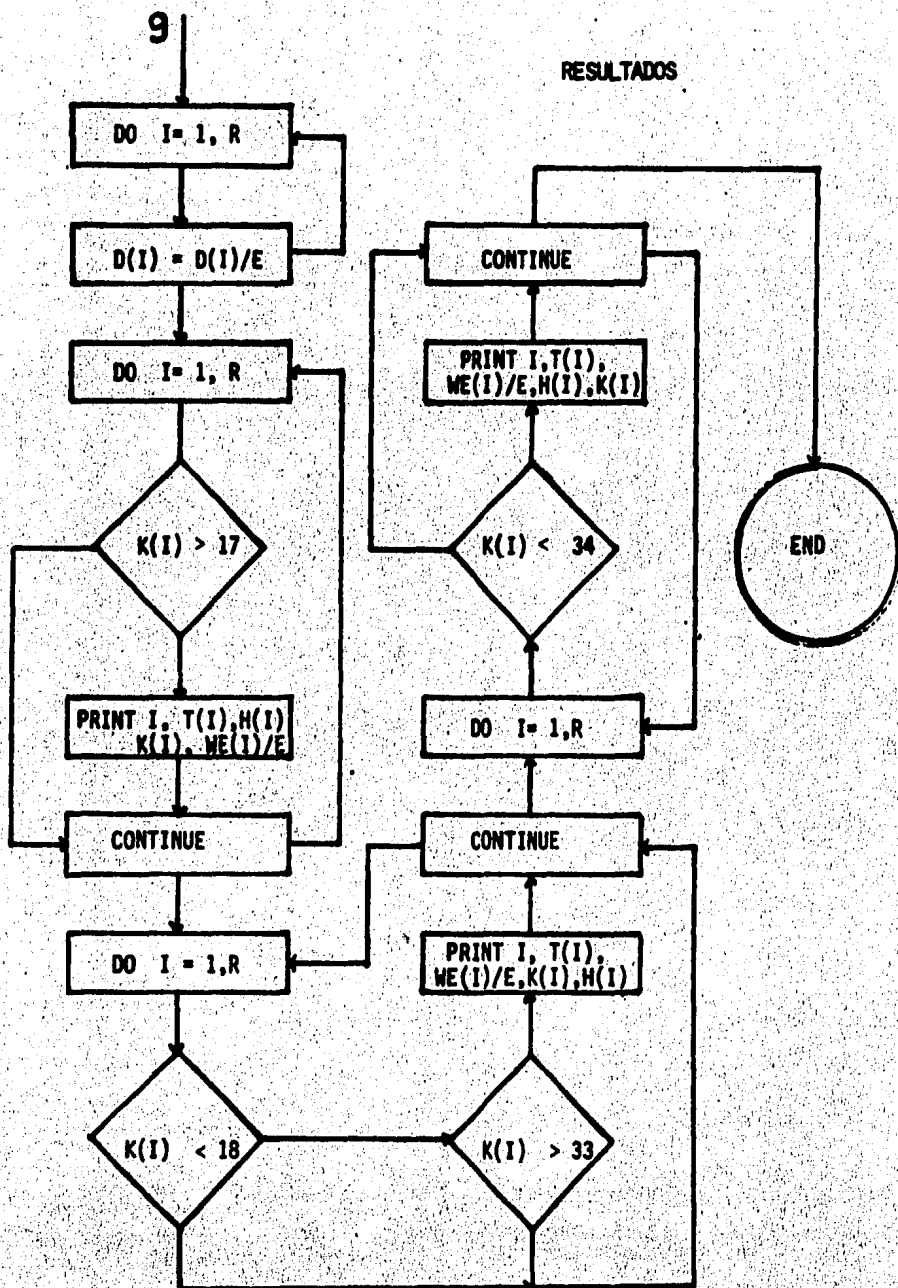 9
RESULTADOS
DO I= 1, R
D(I) = D(I)/E
DO I= 1, R
K(I) > 17
PRINT I, T(I),H(I)
K(I), WE(I)/E
CONTINUE
DO I = 1,R
K(I) < 18
K(I) > 33
PRINT I, T(I),
WE(I)/E,K(I),H(I)
CONTINUE
DO I= 1,R
K(I) < 34
PRINT I,T(I),
WE(I)/E,H(I),K(I)
CONTINUE
END